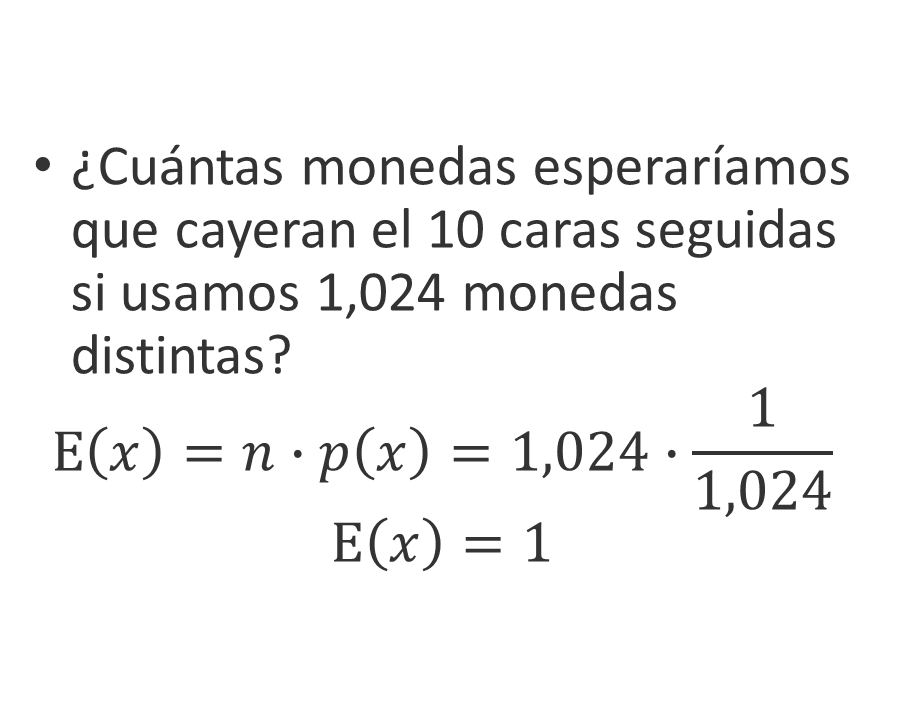 • ¿Cuántas monedas esperaríamos
que cayeran el 10 caras seguidas
si usamos 1,024 monedas
distintas?
E(x) = n · p(x) = 1,024 · 1/1,024
E(x) = 1